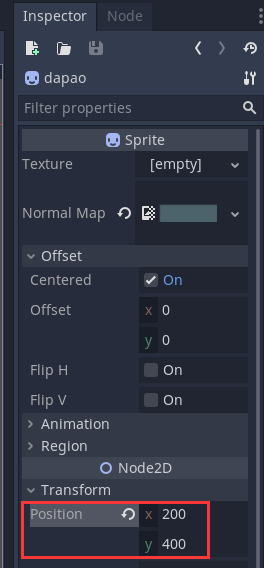 Inspector Node
dapao
Filter properties
Sprite
Texture [empty]
Normal Map
Offset
Centered On
Offset x 0
y 0
Flip H On
Flip V On
Animation
Region
Node2D
Transform
Position x 200
y 400